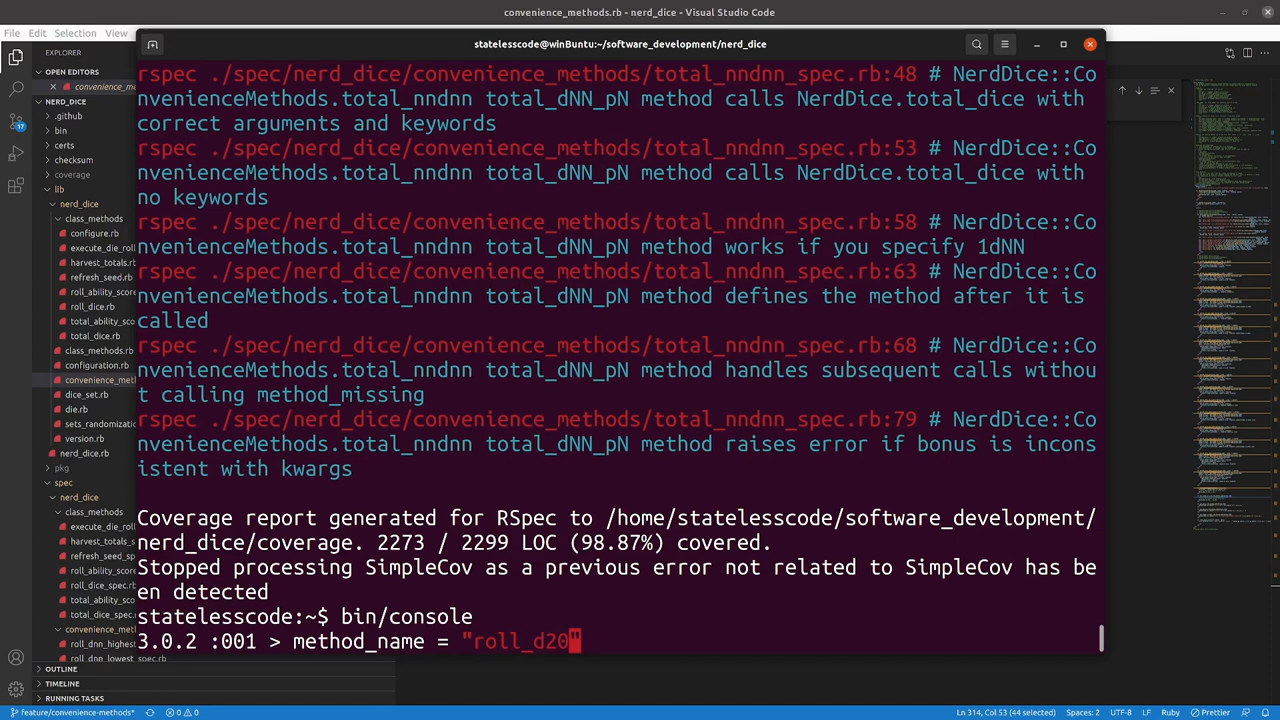 convenience_methods.rb - nerd_dice - Visual Studio Code
File Edit Selection View
statelesscode@winBuntu:~/software_development/nerd_dice
EXPLORER
OPEN EDITORS
convenience_me
NERD_DICE
.github
bin
certs
checksum
coverage
lib
nerd_dice
class_methods
configure.rb
execute_die_roll
harvest_totals.rb
refresh_seed.rb
roll_ability_score
roll_dice.rb
total_ability_sco
total_dice.rb
class_methods.rb
configuration.rb
convenience_met
dice_set.rb
die.rb
sets_randomizatio
version.rb
nerd_dice.rb
pkg
spec
nerd_dice
class_methods
execute_die_roll
harvest_totals_s
refresh_seed_sp
roll_ability_score
roll_dice_spec.rb
total_ability_sco
total_dice_spec.
convenience_met
roll_dnn_highes
roll_dnn_lowest_spec.rb
OUTLINE
TIMELINE
RUNNING TASKS
17
rspec ./spec/nerd_dice/convenience_methods/total_nndnn_spec.rb:48 # NerdDice::Co
nvenienceMethods.total_nndnn total_dNN_pN method calls NerdDice.total_dice with
correct arguments and keywords
rspec ./spec/nerd_dice/convenience_methods/total_nndnn_spec.rb:53 # NerdDice::Co
nvenienceMethods.total_nndnn total_dNN_pN method calls NerdDice.total_dice with
no keywords
rspec ./spec/nerd_dice/convenience_methods/total_nndnn_spec.rb:58 # NerdDice::Co
nvenienceMethods.total_nndnn total_dNN_pN method works if you specify 1dNN
rspec ./spec/nerd_dice/convenience_methods/total_nndnn_spec.rb:63 # NerdDice::Co
nvenienceMethods.total_nndnn total_dNN_pN method defines the method after it is
called
rspec ./spec/nerd_dice/convenience_methods/total_nndnn_spec.rb:68 # NerdDice::Co
nvenienceMethods.total_nndnn total_dNN_pN method handles subsequent calls withou
t calling method_missing
rspec ./spec/nerd_dice/convenience_methods/total_nndnn_spec.rb:79 # NerdDice::Co
nvenienceMethods.total_nndnn total_dNN_pN method raises error if bonus is incons
istent with kwargs
Coverage report generated for RSpec to /home/statelesscode/software_development/
nerd_dice/coverage. 2273 / 2299 LOC (98.87%) covered.
Stopped processing SimpleCov as a previous error not related to SimpleCov has be
en detected
statelesscode:~$ bin/console
3.0.2 :001 > method_name = "roll_d20"
feature/convenience-methods* 0 0 Ln 314, Col 53 (44 selected) Spaces: 2 UTF-8 LF Ruby Prettier